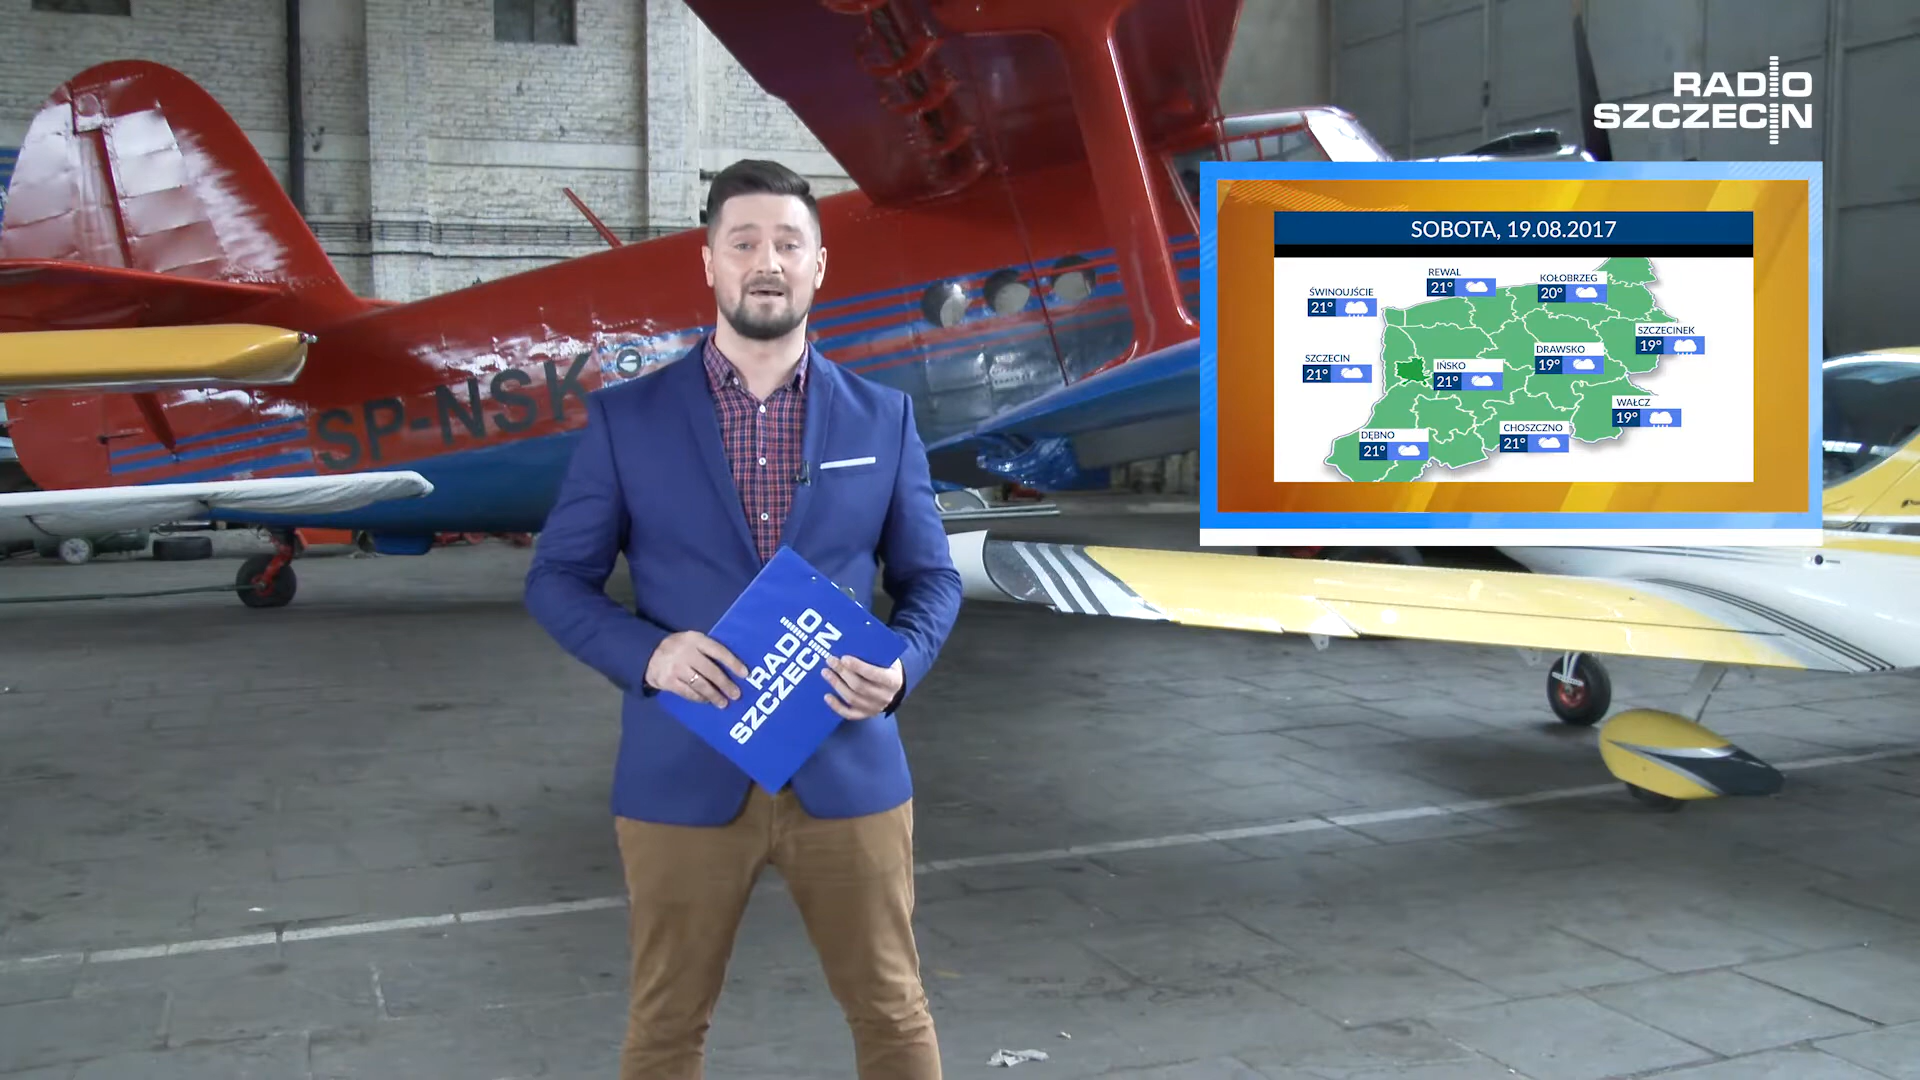 RADIO
SZCZECIN
SOBOTA, 19.08.2017
REWAL
21°
KOŁOBRZEG
20°
ŚWINOUJŚCIE
21°
SZCZECINEK
19°
DRAWSKO
19°
SZCZECIN
21°
IŃSKO
21°
WAŁCZ
19°
CHOSZCZNO
21°
DĘBNO
21°
SP-NSK
RADIO
SZCZECIN